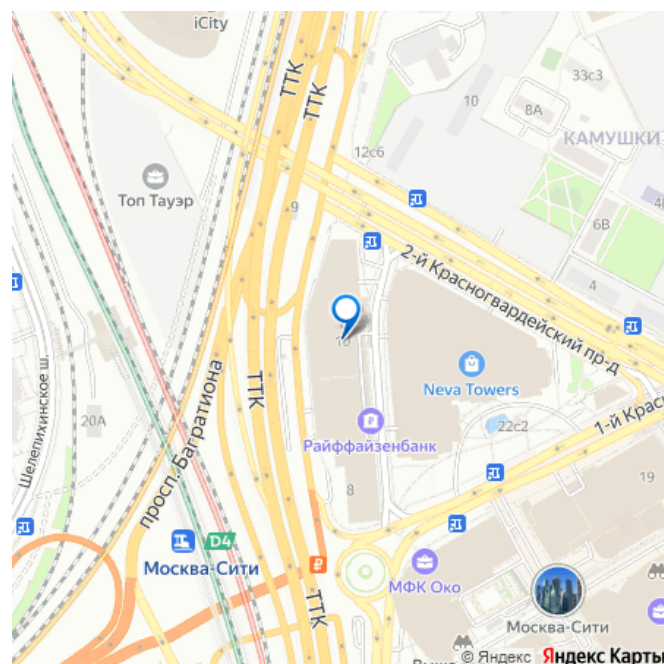 iCity
ТТК
ТТК
33с3
10
8А
КАМУШКИ
12с6
Топ Тауэр
9
6В
2-й Красногвардейский пр-д
4
Шелепихинское ш.
просп. Багратиона
ТТК
Neva Towers
20А
Райффайзенбанк
22с2
1-й Крас
8
19
D4
Москва-Сити
МФК Око
ТТК
Москва-Сити
© Яндекс Яндекс Карты